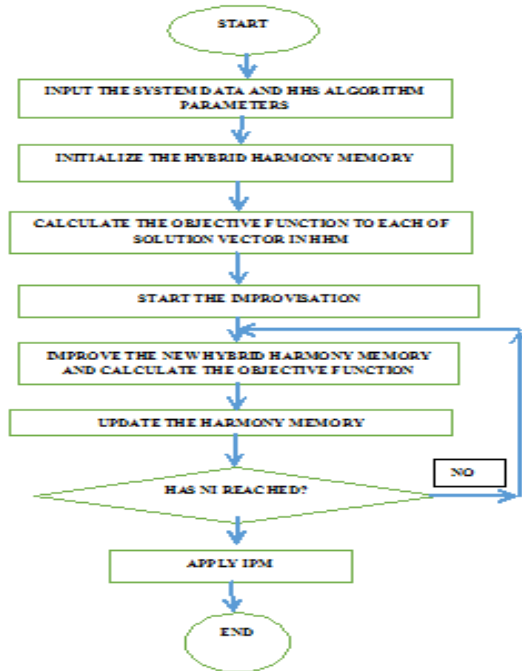 START
INPUT THE SYSTEM DATA AND HHS ALGORITHM
PARAMETERS
INITIALIZE THE HYBRID HARMONY MEMORY
CALCULATE THE OBJECTIVE FUNCTION TO EACH OF
SOLUTION VECTOR IN HHM
START THE IMPROVISATION
IMPROVE THE NEW HYBRID HARMONY MEMORY
AND CALCULATE THE OBJECTIVE FUNCTION
UPDATE THE HARMONY MEMORY
NO
HAS NI REACHED?
APPLY IPM
END